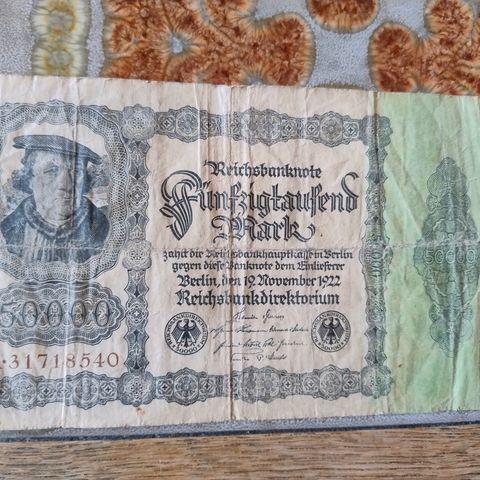 Reichsbanknote
Fünfzigtausend
Mark
zahlt die Reichsbankhauptkasse in Berlin
gegen diese Banknote dem Einlieferer
Berlin, den 19. November 1922
Reichsbankdirektorium
50000
50000
31718540